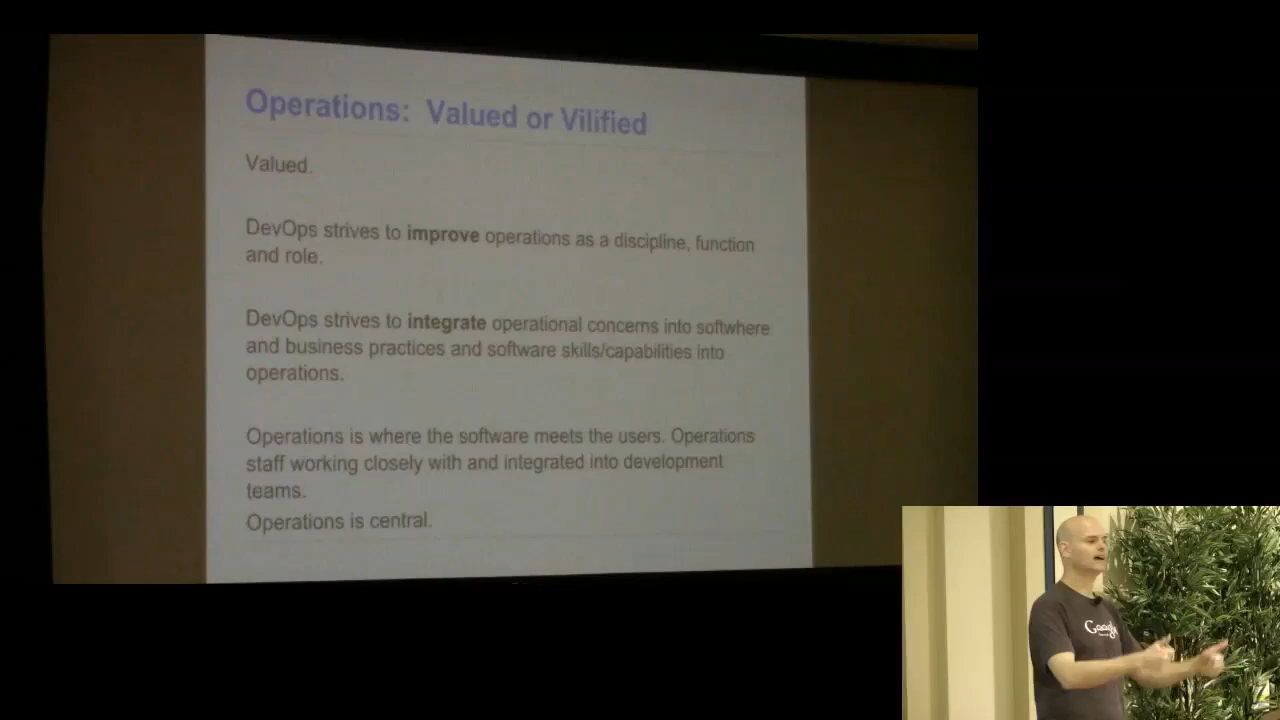 Operations: Valued or Vilified
Valued.
DevOps strives to improve operations as a discipline, function
and role.
DevOps strives to integrate operational concerns into softwhere
and business practices and software skills/capabilities into
operations.
Operations is where the software meets the users. Operations
staff working closely with and integrated into development
teams.
Operations is central.
Google